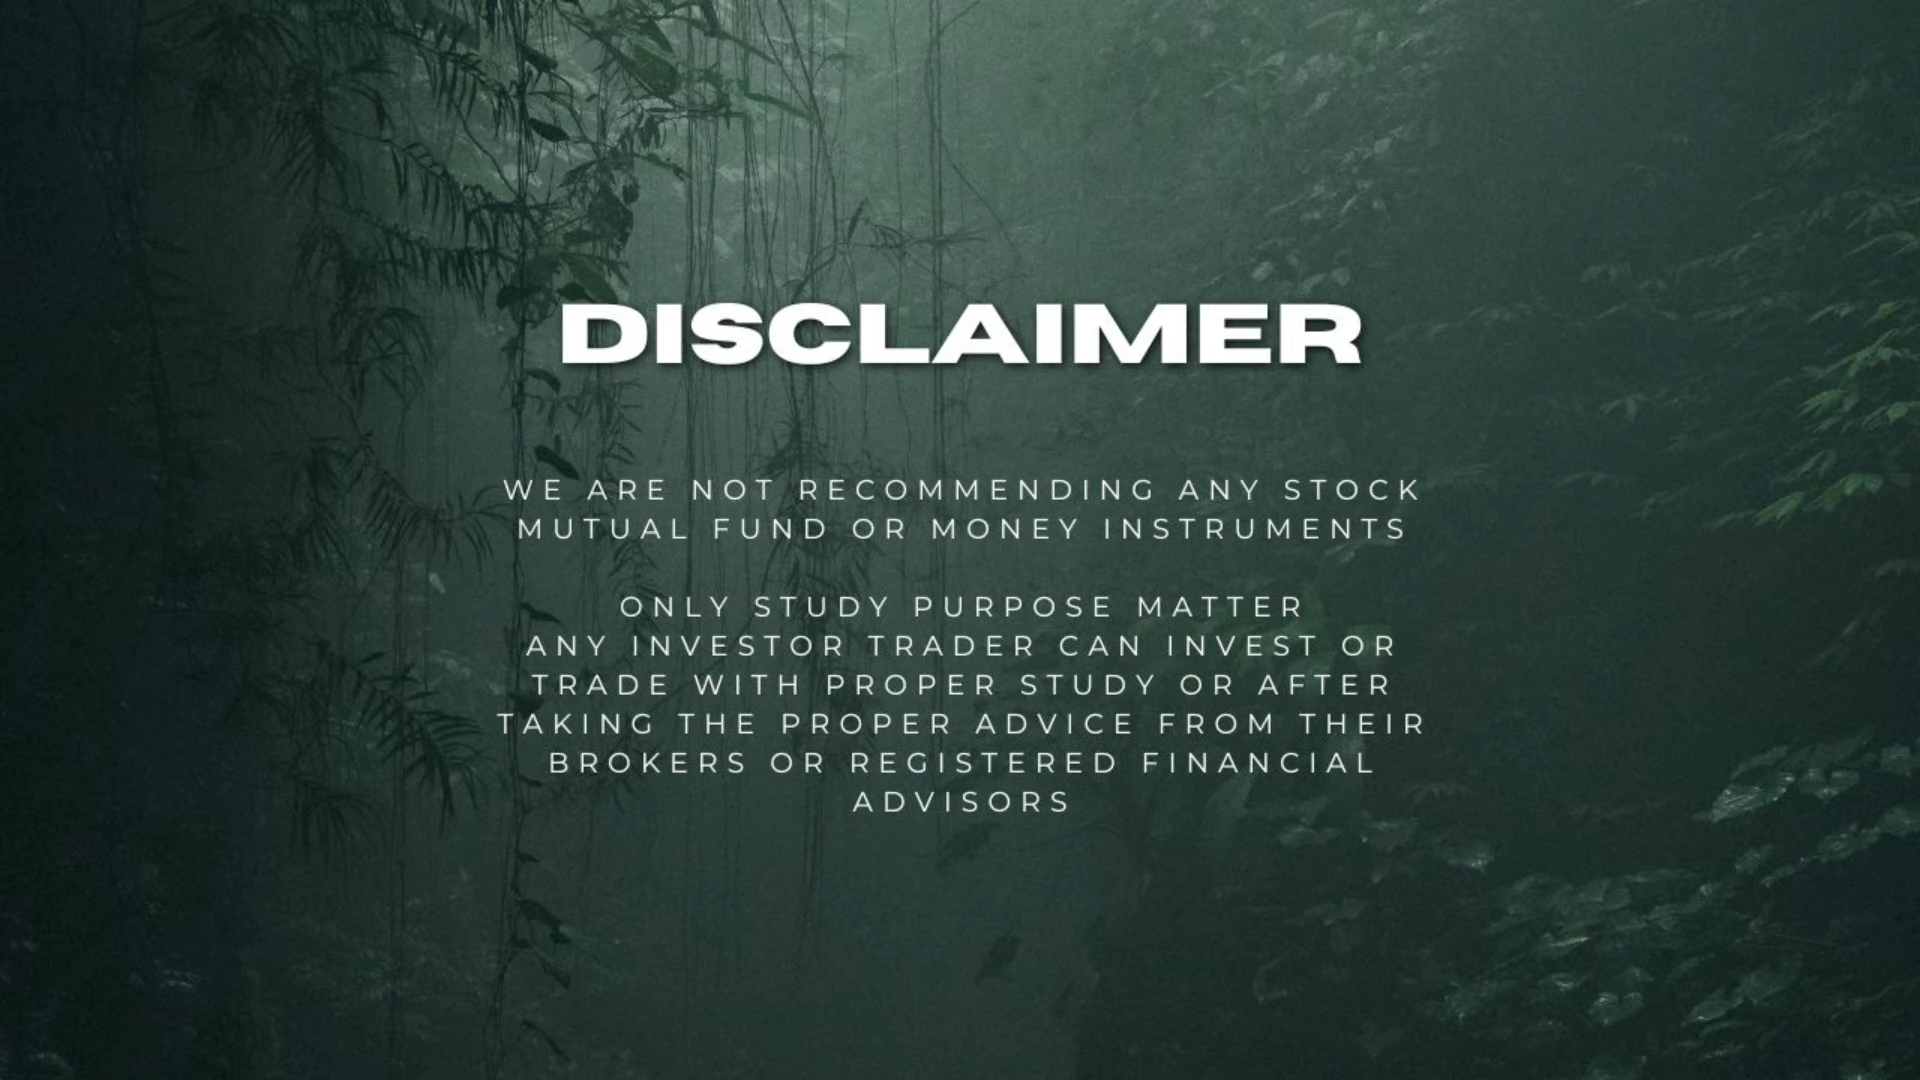 DISCLAIMER
WE ARE NOT RECOMMENDING ANY STOCK
MUTUAL FUND OR MONEY INSTRUMENTS
ONLY STUDY PURPOSE MATTER
ANY INVESTOR TRADER CAN INVEST OR
TRADE WITH PROPER STUDY OR AFTER
TAKING THE PROPER ADVICE FROM THEIR
BROKERS OR REGISTERED FINANCIAL
ADVISORS